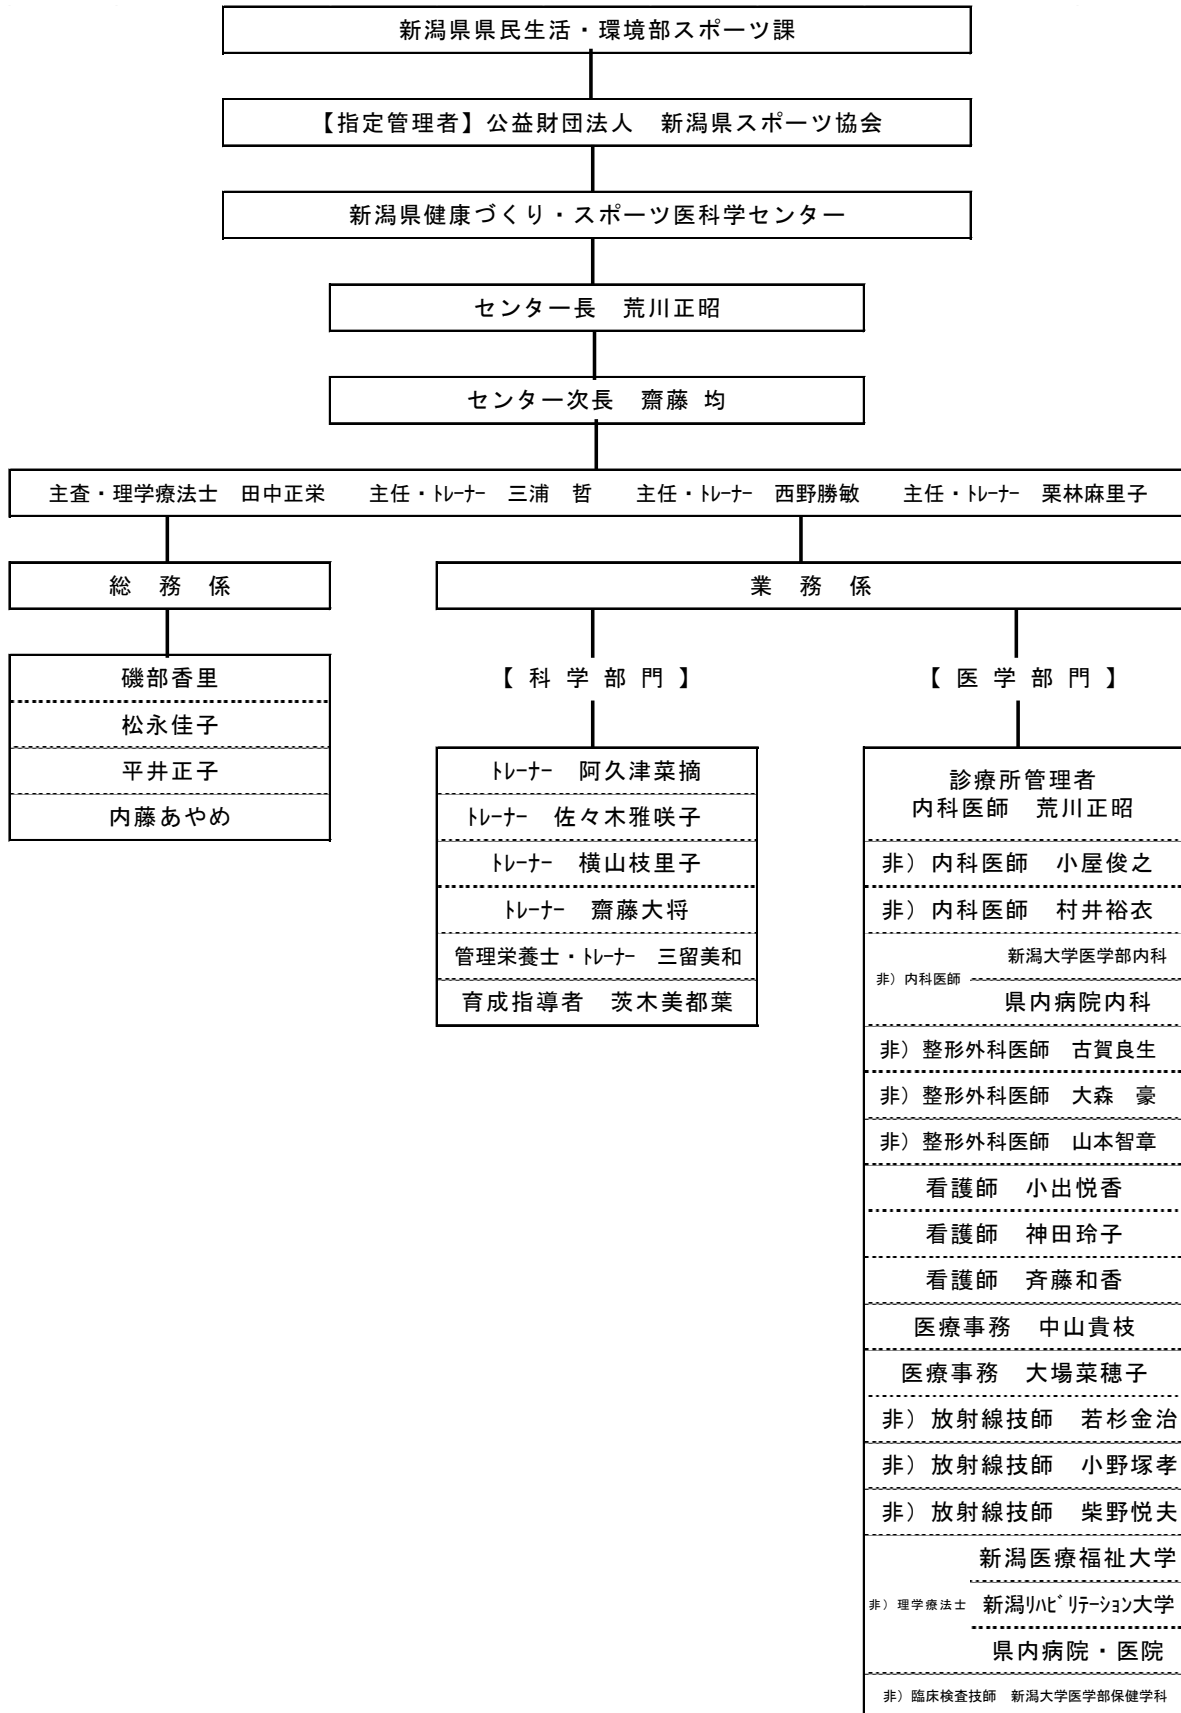 新潟県県民生活・環境部スポーツ課
【指定管理者】公益財団法人　新潟県スポーツ協会
新潟県健康づくり・スポーツ医科学センター
センター長　荒川正昭
センター次長　齋藤 均
主査・理学療法士　田中正栄　主任・ﾄﾚｰﾅｰ　三浦　哲　主任・ﾄﾚｰﾅｰ　西野勝敏　主任・ﾄﾚｰﾅｰ　栗林麻里子
総　務　係
業　務　係
磯部香里
松永佳子
平井正子
内藤あやめ
【 科 学 部 門 】
ﾄﾚｰﾅｰ　阿久津菜摘
ﾄﾚｰﾅｰ　佐々木雅咲子
ﾄﾚｰﾅｰ　横山枝里子
ﾄﾚｰﾅｰ　齋藤大将
管理栄養士・ﾄﾚｰﾅｰ　三留美和
育成指導者　茨木美都葉
【 医 学 部 門 】
診療所管理者
内科医師　荒川正昭
非）内科医師　小屋俊之
非）内科医師　村井裕衣
非）内科医師
新潟大学医学部内科
県内病院内科
非）整形外科医師　古賀良生
非）整形外科医師　大森　豪
非）整形外科医師　山本智章
看護師　小出悦香
看護師　神田玲子
看護師　斉藤和香
医療事務　中山貴枝
医療事務　大場菜穂子
非）放射線技師　若杉金治
非）放射線技師　小野塚孝
非）放射線技師　柴野悦夫
非）理学療法士
新潟医療福祉大学
新潟ﾘﾊﾋﾞﾘﾃｰｼｮﾝ大学
県内病院・医院
非）臨床検査技師　新潟大学医学部保健学科